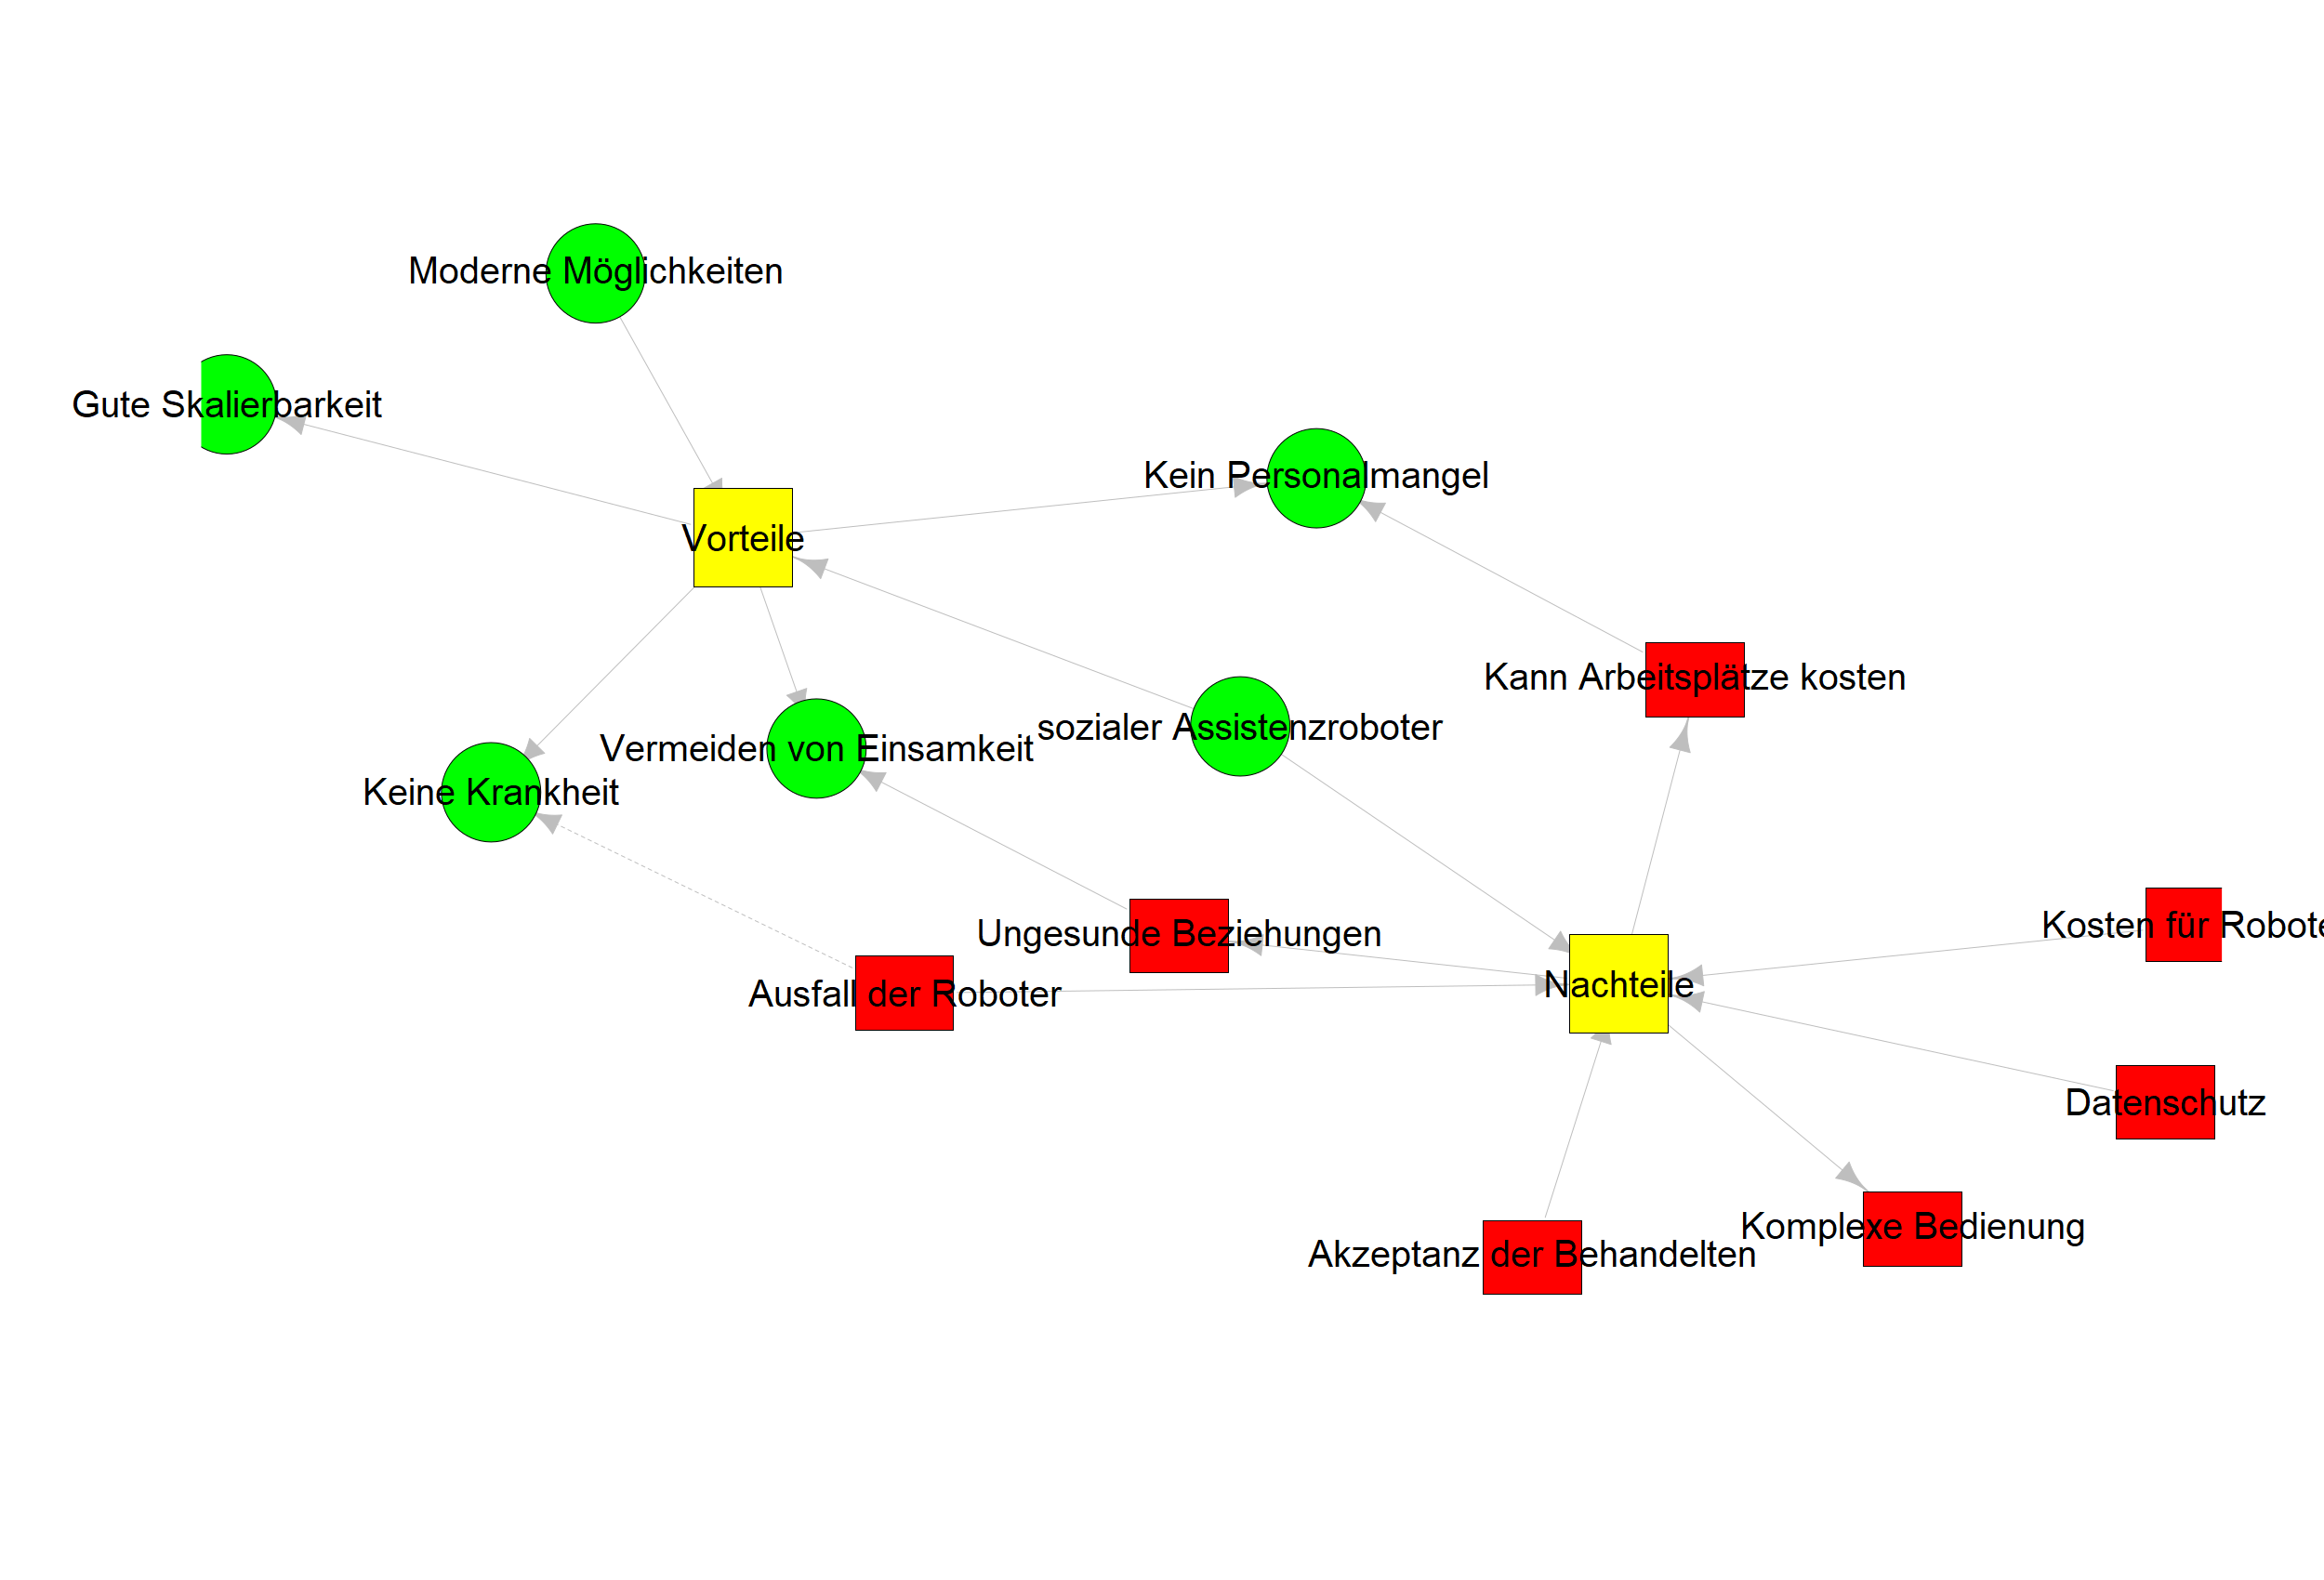 Moderne Möglichkeiten
Gute Skalierbarkeit
Kein Personalmangel
Vorteile
Kann Arbeitsplätze kosten
sozialer Assistenzroboter
Vermeiden von Einsamkeit
Keine Krankheit
Kosten für Robote
Ungesunde Beziehungen
Nachteile
Ausfall der Roboter
Datenschutz
Komplexe Bedienung
Akzeptanz der Behandelten